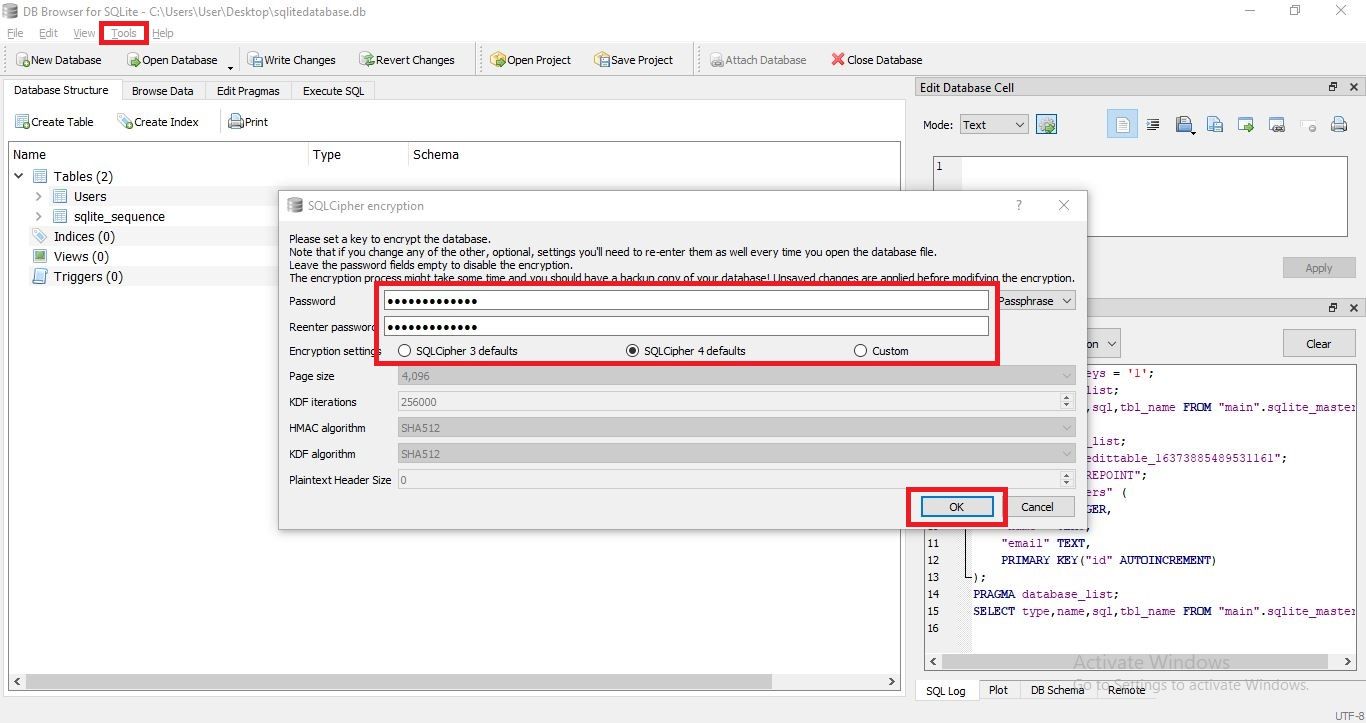 DB Browser for SQLite - C:\Users\User\Desktop\sqlitedatabase.db
File Edit View Tools Help
New Database Open Database Write Changes Revert Changes Open Project Save Project Attach Database Close Database
Database Structure Browse Data Edit Pragmas Execute SQL
Create Table Create Index Print
Name Type Schema
Tables (2)
Users
sqlite_sequence
Indices (0)
Views (0)
Triggers (0)
Edit Database Cell
Mode: Text
1
Apply
SQLCipher encryption ?
Please set a key to encrypt the database.
Note that if you change any of the other, optional, settings you'll need to re-enter them as well every time you open the database file.
Leave the password fields empty to disable the encryption.
The encryption process might take some time and you should have a backup copy of your database! Unsaved changes are applied before modifying the encryption.
Password ●●●●●●●●●●●●● Passphrase
Reenter password ●●●●●●●●●●●●●
Encryption settings SQLCipher 3 defaults SQLCipher 4 defaults Custom
Page size 4,096
KDF iterations 256000
HMAC algorithm SHA512
KDF algorithm SHA512
Plaintext Header Size 0
OK Cancel
on Clear
eys = '1';
list;
,sql,tbl_name FROM "main".sqlite_master
_list;
edittable_16373885489531161";
REPOINT";
ers" (
GER,
11 "email" TEXT,
12 PRIMARY KEY("id" AUTOINCREMENT)
13 );
14 PRAGMA database_list;
15 SELECT type,name,sql,tbl_name FROM "main".sqlite_master
16
Activate Windows
Go to Settings to activate Windows.
SQL Log Plot DB Schema Remote
UTF-8